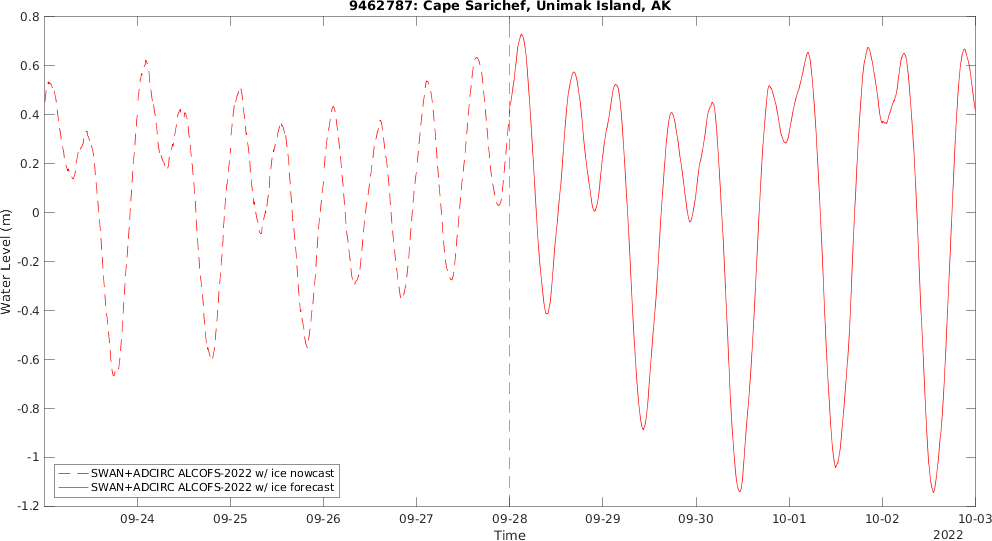 9462787: Cape Sarichef, Unimak Island, AK
Water Level (m)
0.8
0.6
0.4
0.2
0
-0.2
-0.4
-0.6
-0.8
-1
-1.2
SWAN+ADCIRC ALCOFS-2022 w/ ice nowcast
SWAN+ADCIRC ALCOFS-2022 w/ ice forecast
09-24 09-25 09-26 09-27 09-28 09-29 09-30 10-01 10-02 10-03
Time
2022